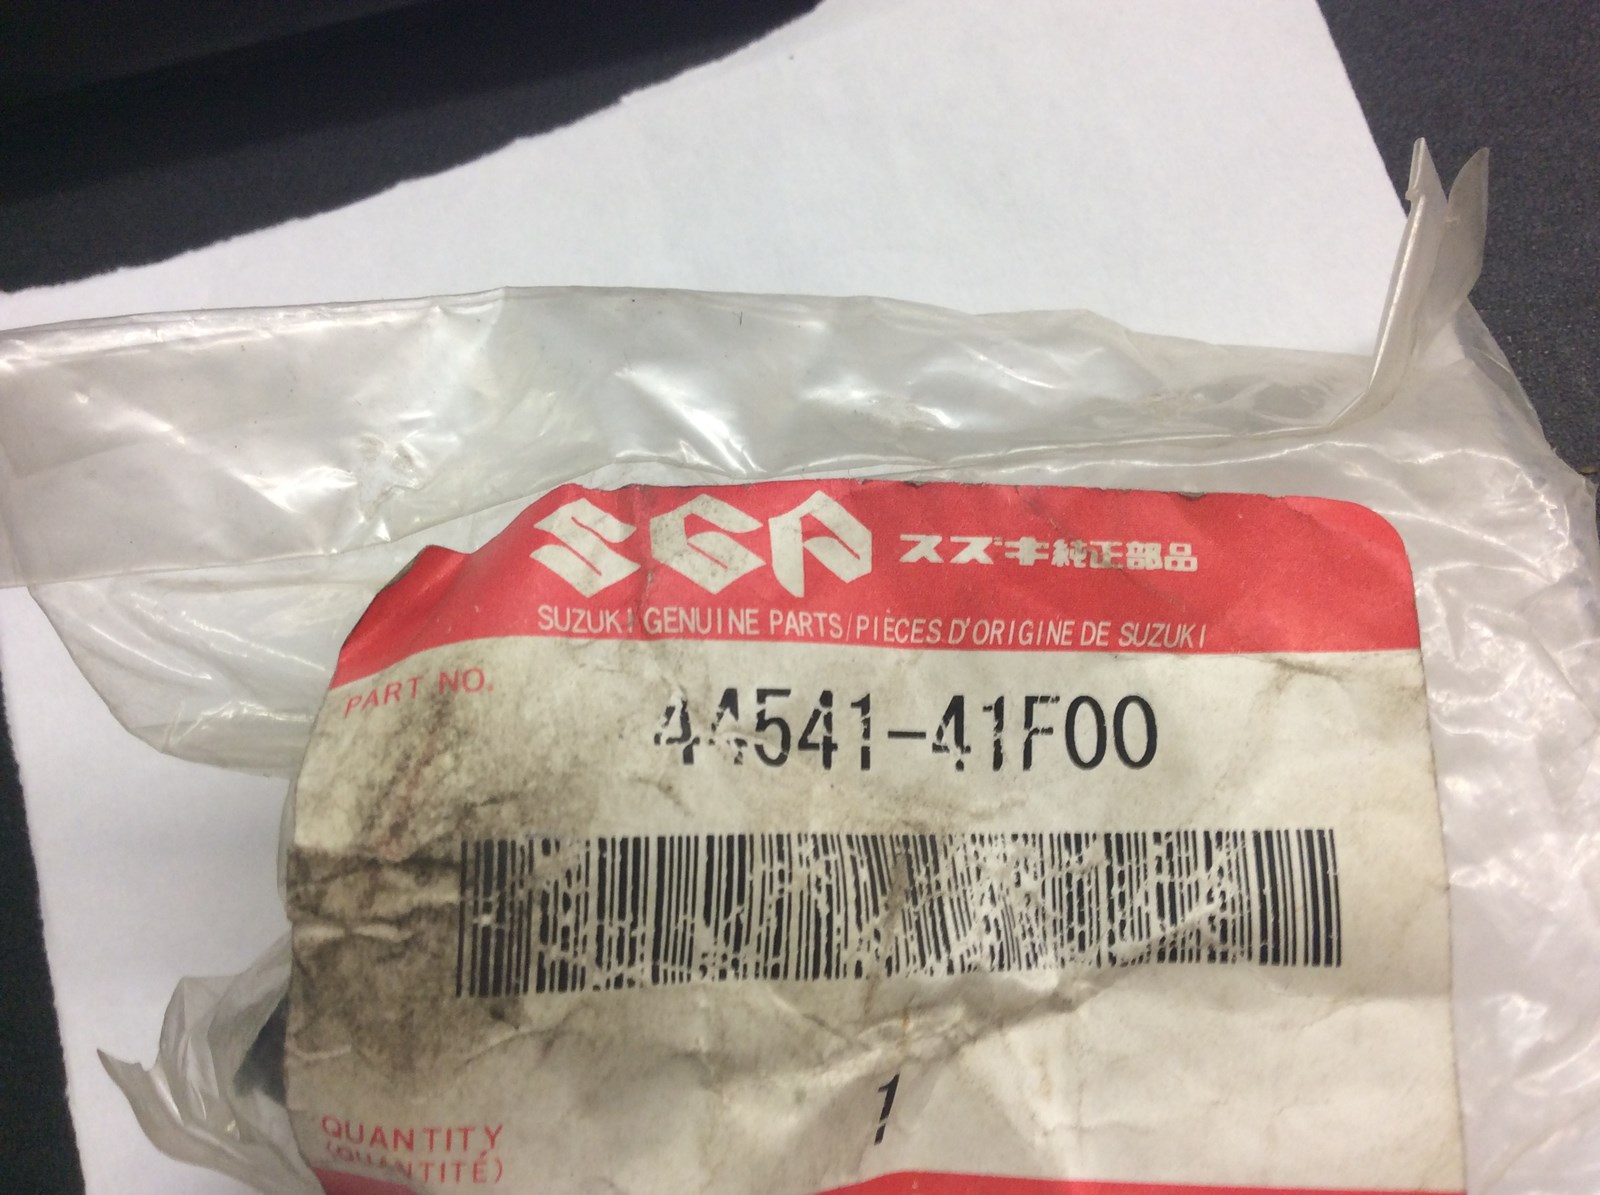 SGP スズキ純正部品
SUZUKI GENUINE PARTS/PIÈCES D'ORIGINE DE SUZUKI
PART NO.
44541-41F00
1
QUANTITY
(QUANTITÉ)